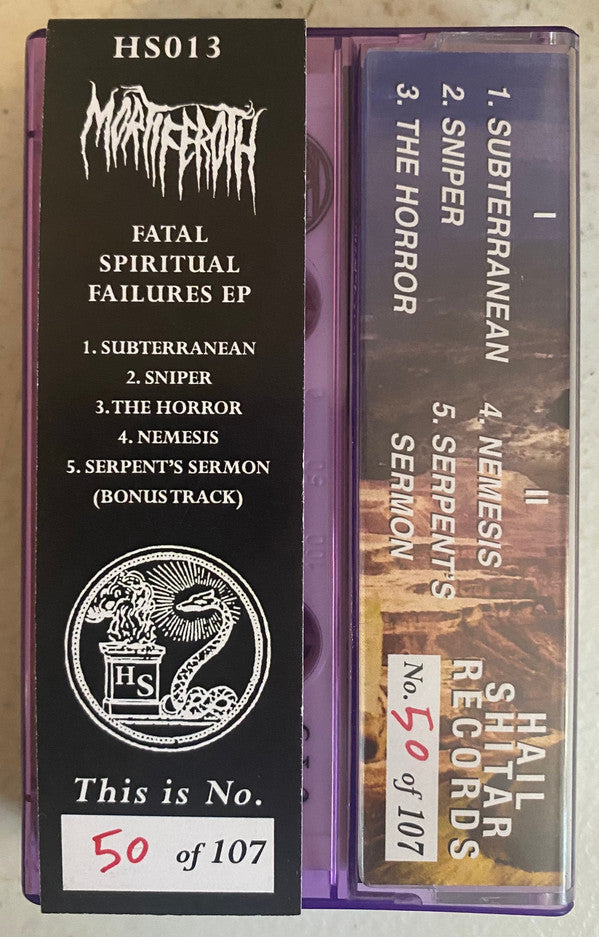 HS013
MORTIFEROTH
FATAL
SPIRITUAL
FAILURES EP
1. SUBTERRANEAN
2. SNIPER
3. THE HORROR
4. NEMESIS
5. SERPENT'S SERMON
(BONUS TRACK)
HS
This is No.
50 of 107
I
1. SUBTERRANEAN
2. SNIPER
3. THE HORROR
II
4. NEMESIS
5. SERPENT'S
SERMON
HAIL
SHITAR
RECORDS
No. 50 of 107